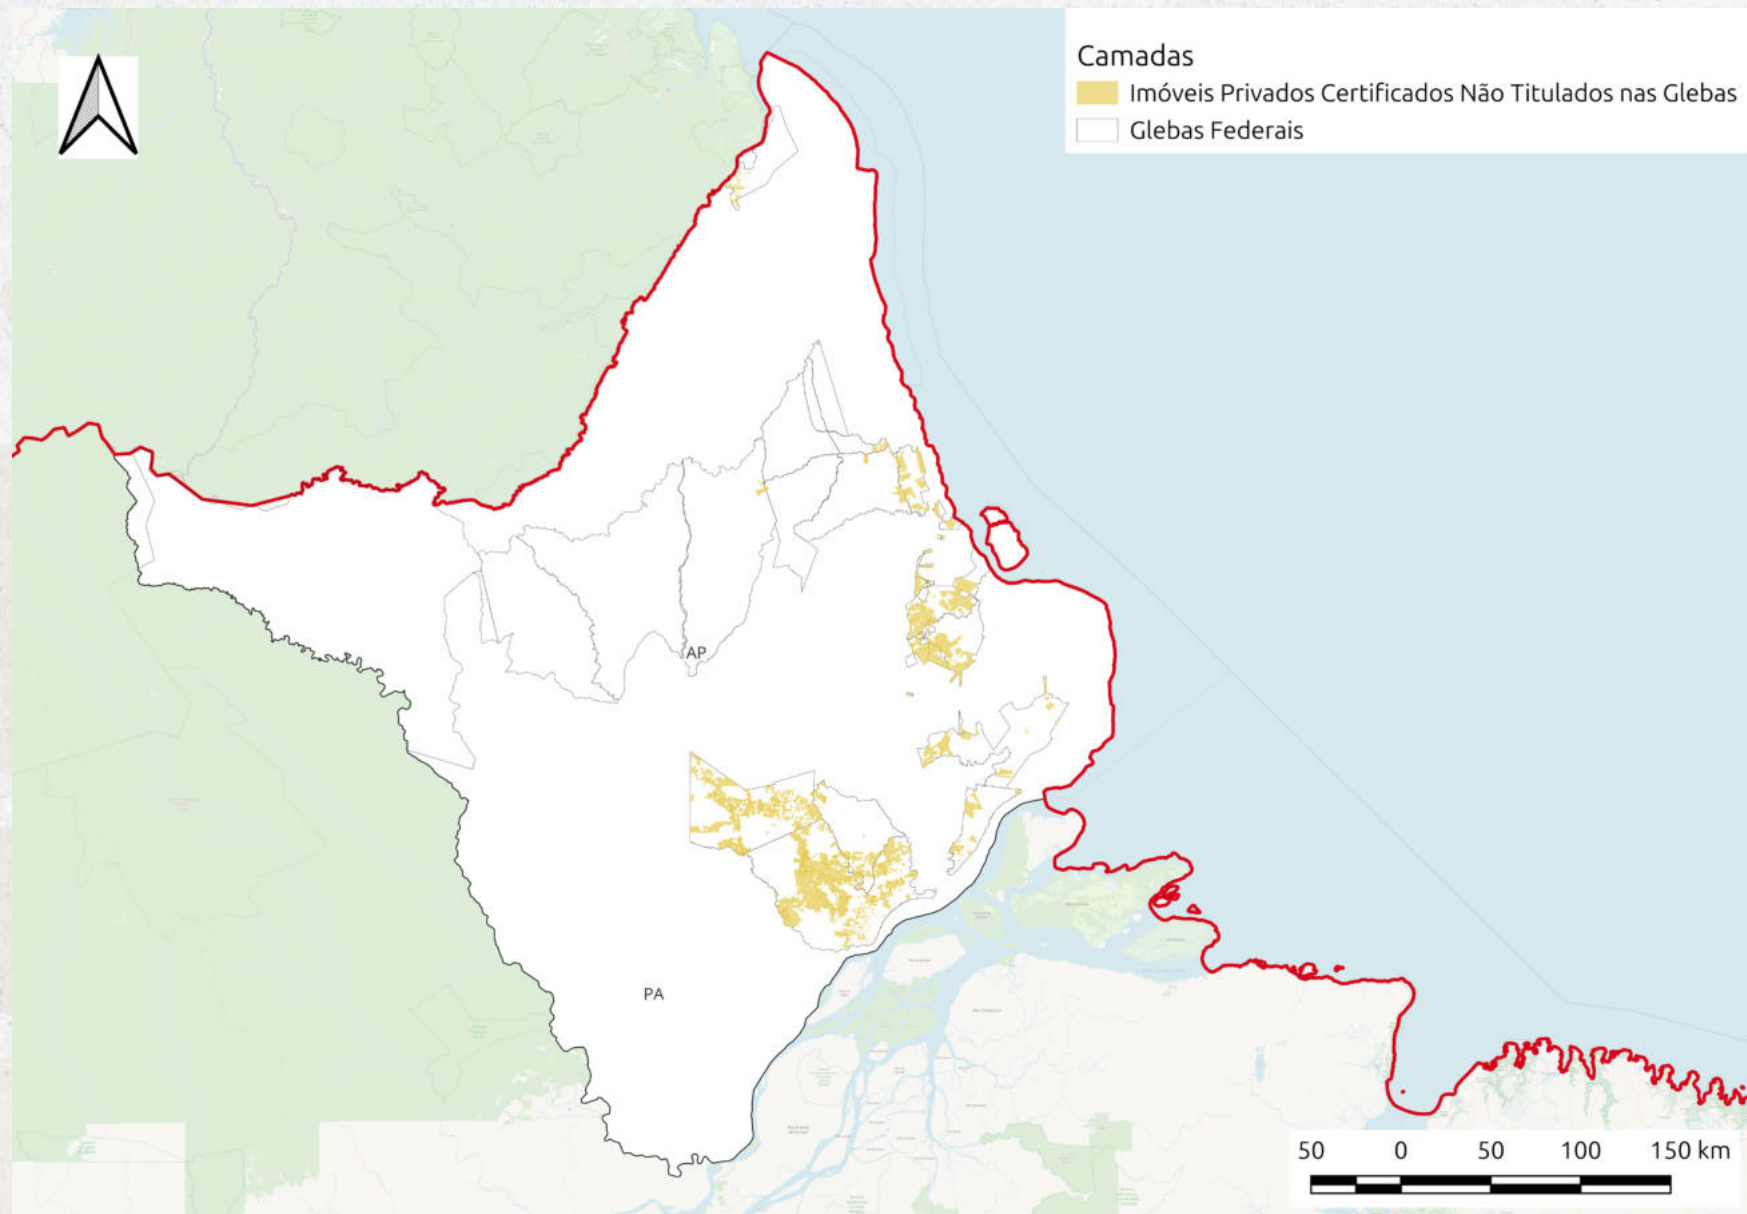 Camadas
Imóveis Privados Certificados Não Titulados nas Glebas
Glebas Federais
AP
PA
50 0 50 100 150 km